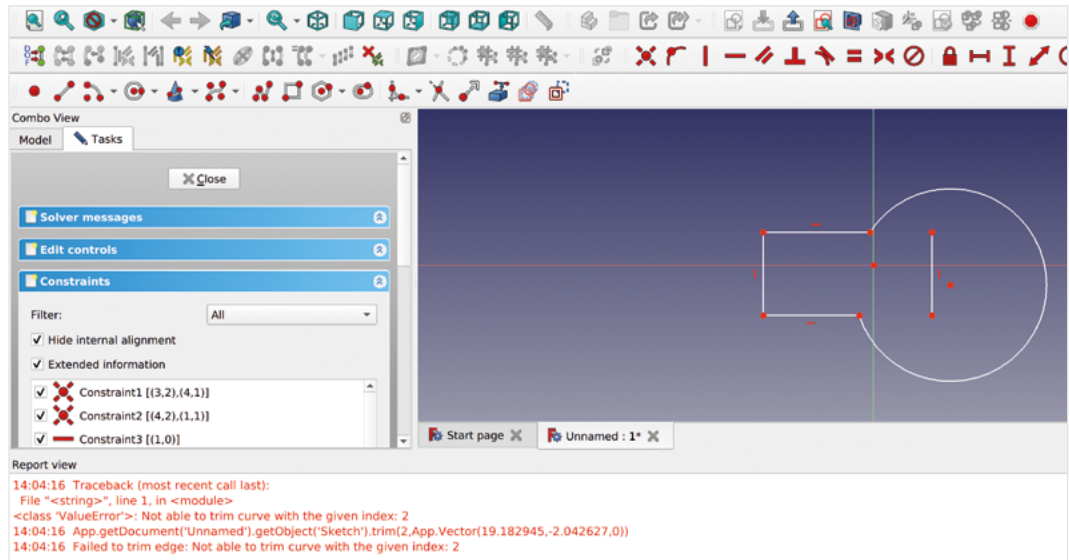 Combo View
Model
Tasks
Close
Solver messages
Edit controls
Constraints
Filter:
All
Hide internal alignment
Extended information
Constraint1 [(3,2),(4,1)]
Constraint2 [(4,2),(1,1)]
Constraint3 [(1,0)]
Start page
Unnamed : 1*
Report view
14:04:16 Traceback (most recent call last):
File "<string>", line 1, in <module>
<class 'ValueError'>: Not able to trim curve with the given index: 2
14:04:16 App.getDocument('Unnamed').getObject('Sketch').trim(2,App.Vector(19.182945,-2.042627,0))
14:04:16 Failed to trim edge: Not able to trim curve with the given index: 2